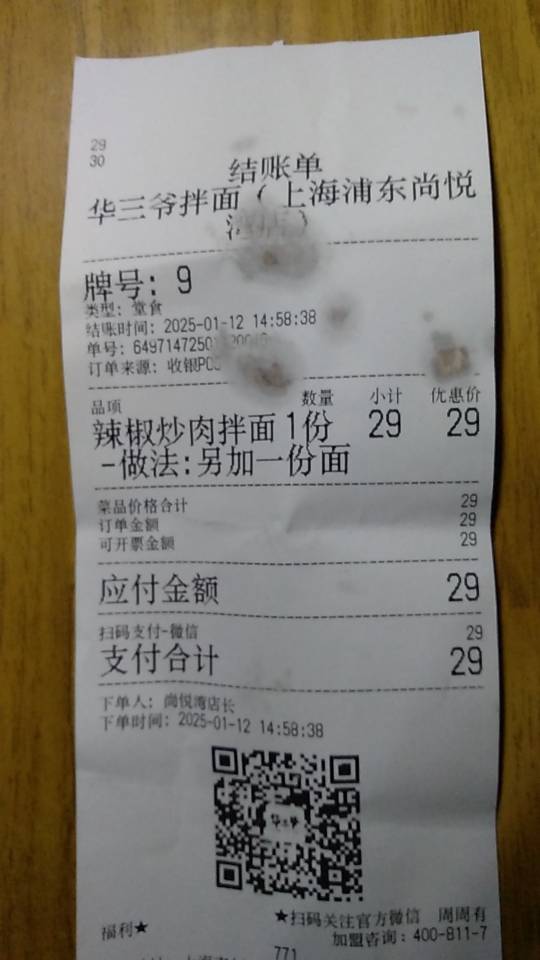 29
30
结账单
华三爷拌面（上海浦东尚悦
湾店）
牌号: 9
类型: 堂食
结账时间: 2025-01-12 14:58:38
单号: 6497147250
订单来源: 收银POS
品项 数量 小计 优惠价
辣椒炒肉拌面 1份 29 29
-做法:另加一份面
菜品价格合计 29
订单金额 29
可开票金额 29
应付金额 29
扫码支付-微信 29
支付合计 29
下单人: 尚悦湾店长
下单时间: 2025-01-12 14:58:38
★扫码关注官方微信 周周有
福利★
加盟咨询: 400-811-7
771